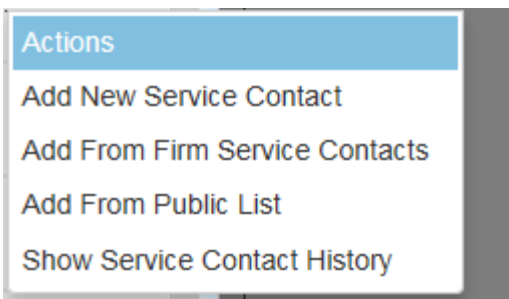 Actions
Add New Service Contact
Add From Firm Service Contacts
Add From Public List
Show Service Contact History